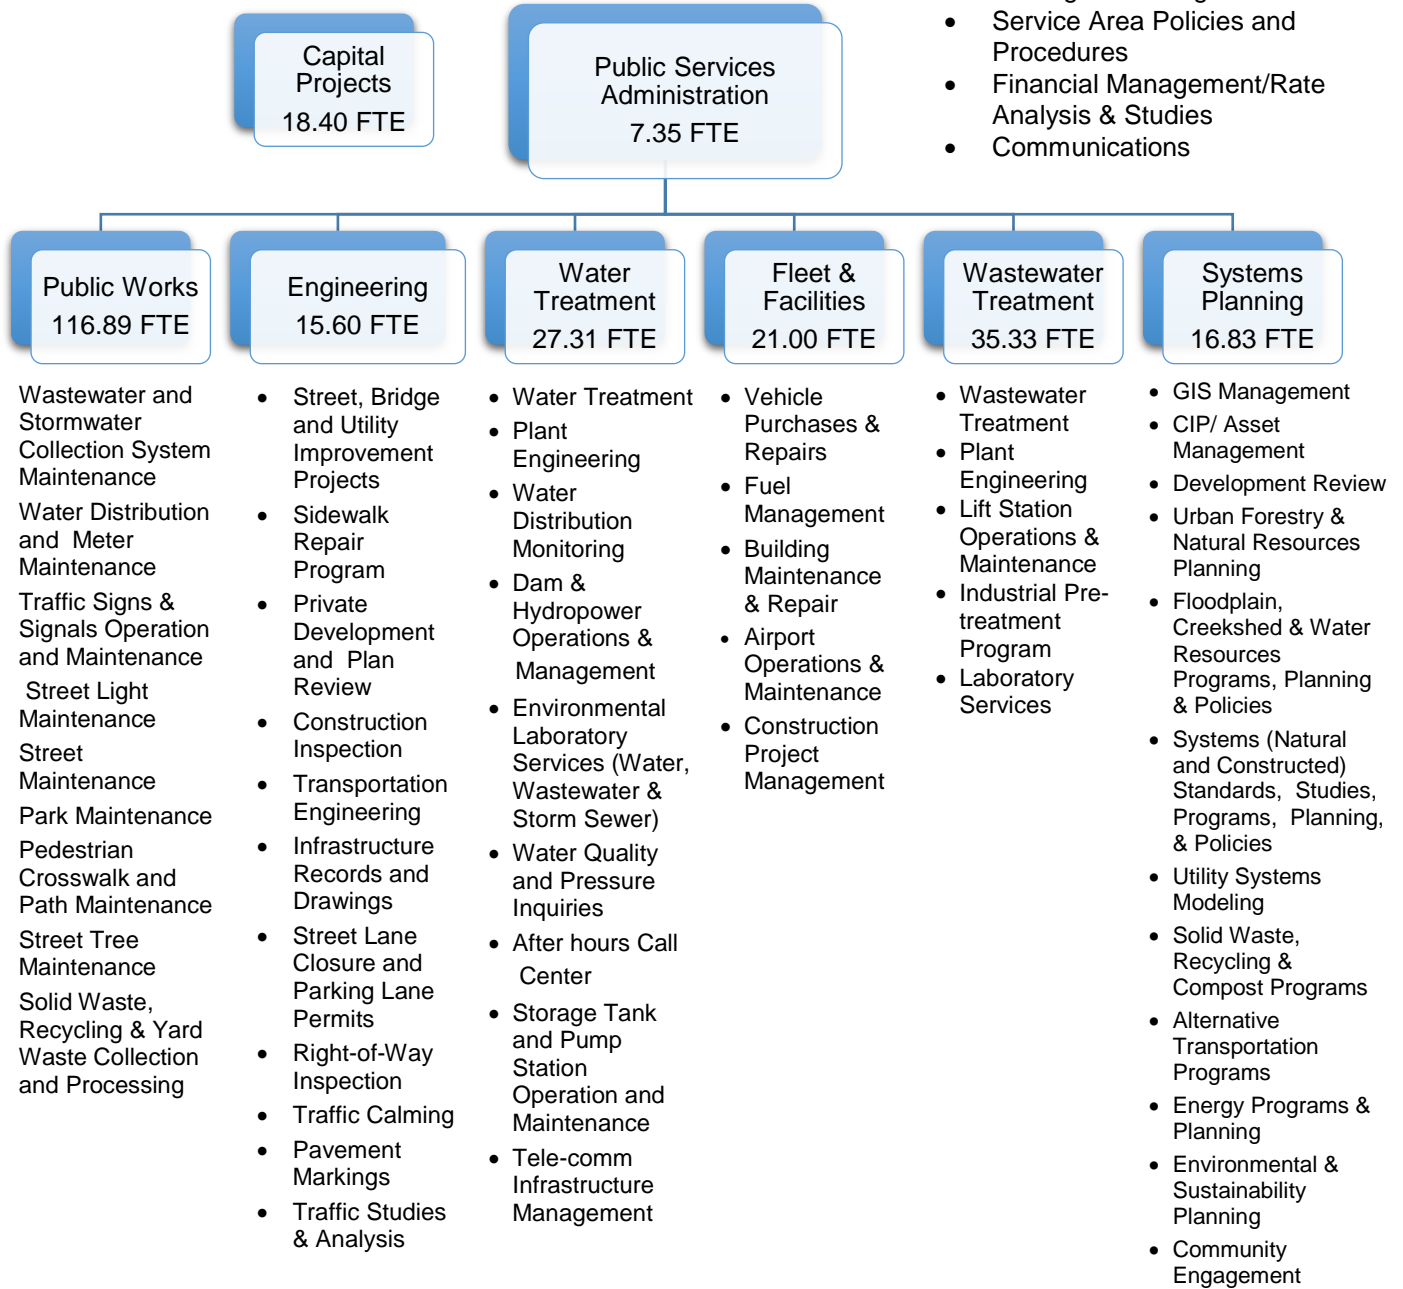 Service Area Policies and
Procedures
Financial Management/Rate
Analysis & Studies
Communications
Capital
Projects
18.40 FTE
Public Services
Administration
7.35 FTE
Public Works
116.89 FTE
Engineering
15.60 FTE
Water
Treatment
27.31 FTE
Fleet &
Facilities
21.00 FTE
Wastewater
Treatment
35.33 FTE
Systems
Planning
16.83 FTE
Wastewater and
Stormwater
Collection System
Maintenance
Water Distribution
and Meter
Maintenance
Traffic Signs &
Signals Operation
and Maintenance
Street Light
Maintenance
Street
Maintenance
Park Maintenance
Pedestrian
Crosswalk and
Path Maintenance
Street Tree
Maintenance
Solid Waste,
Recycling & Yard
Waste Collection
and Processing
• Street, Bridge
and Utility
Improvement
Projects
• Sidewalk
Repair
Program
• Private
Development
and Plan
Review
• Construction
Inspection
• Transportation
Engineering
• Infrastructure
Records and
Drawings
• Street Lane
Closure and
Parking Lane
Permits
• Right-of-Way
Inspection
• Traffic Calming
• Pavement
Markings
• Traffic Studies
& Analysis
• Water Treatment
• Plant
Engineering
• Water
Distribution
Monitoring
• Dam &
Hydropower
Operations &
Management
• Environmental
Laboratory
Services (Water,
Wastewater &
Storm Sewer)
• Water Quality
and Pressure
Inquiries
• After hours Call
Center
• Storage Tank
and Pump
Station
Operation and
Maintenance
• Tele-comm
Infrastructure
Management
• Vehicle
Purchases &
Repairs
• Fuel
Management
• Building
Maintenance
& Repair
• Airport
Operations &
Maintenance
• Construction
Project
Management
• Wastewater
Treatment
• Plant
Engineering
• Lift Station
Operations &
Maintenance
• Industrial Pre-
treatment
Program
• Laboratory
Services
• GIS Management
• CIP/ Asset
Management
• Development Review
• Urban Forestry &
Natural Resources
Planning
• Floodplain,
Creekshed & Water
Resources
Programs, Planning
& Policies
• Systems (Natural
and Constructed)
Standards, Studies,
Programs, Planning,
& Policies
• Utility Systems
Modeling
• Solid Waste,
Recycling &
Compost Programs
• Alternative
Transportation
Programs
• Energy Programs &
Planning
• Environmental &
Sustainability
Planning
• Community
Engagement